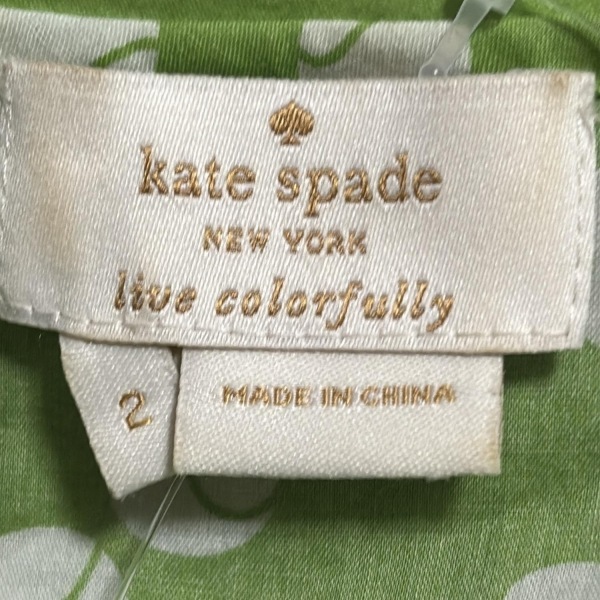 kate spade
NEW YORK
live colorfully
2
MADE IN CHINA